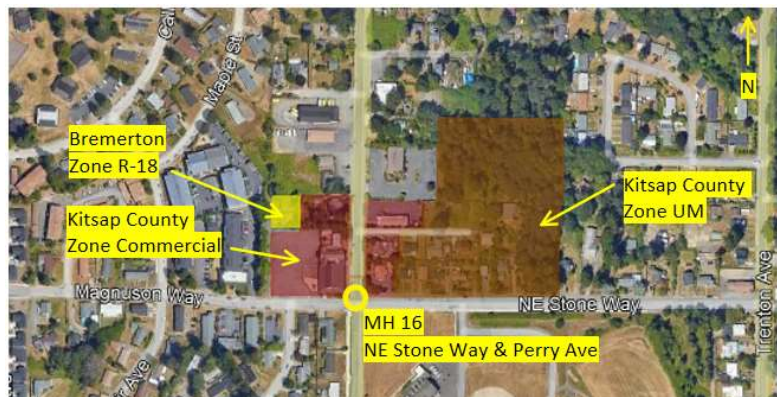 Maple St
N
Bremerton
Zone R-18
Kitsap County
Zone Commercial
Kitsap County
Zone UM
Magnuson Way
NE Stone Way
MH 16
NE Stone Way & Perry Ave
Trenton Ave
Ave